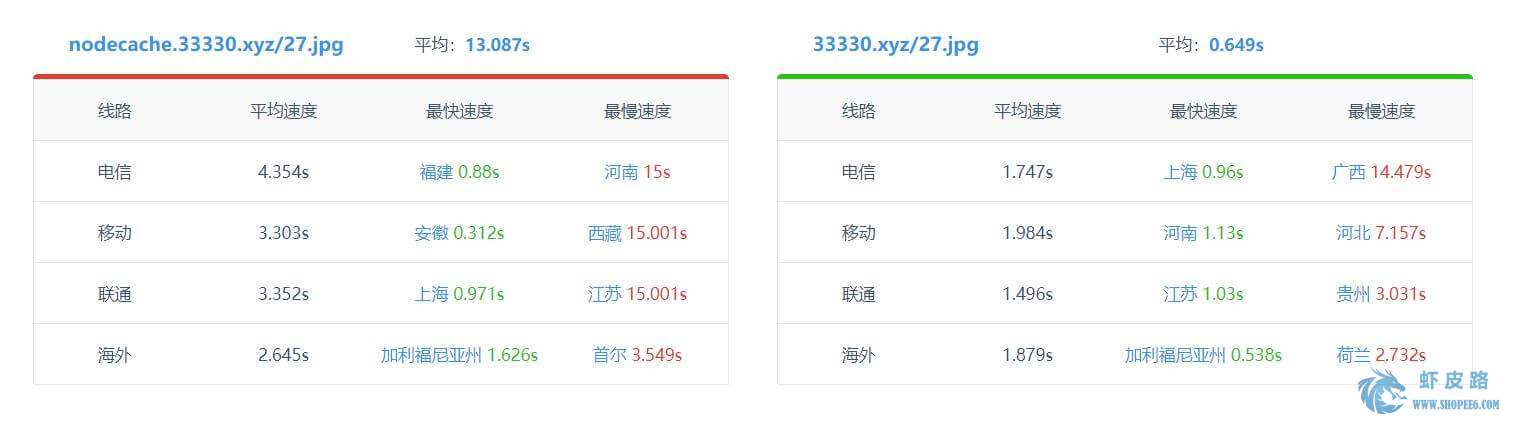 nodecache.33330.xyz/27.jpg 平均：13.087s
线路 平均速度 最快速度 最慢速度
电信 4.354s 福建 0.88s 河南 15s
移动 3.303s 安徽 0.312s 西藏 15.001s
联通 3.352s 上海 0.971s 江苏 15.001s
海外 2.645s 加利福尼亚州 1.626s 首尔 3.549s
33330.xyz/27.jpg 平均：0.649s
线路 平均速度 最快速度 最慢速度
电信 1.747s 上海 0.96s 广西 14.479s
移动 1.984s 河南 1.13s 河北 7.157s
联通 1.496s 江苏 1.03s 贵州 3.031s
海外 1.879s 加利福尼亚州 0.538s 荷兰 2.732s
虾皮路
WWW.SHOPEE6.COM